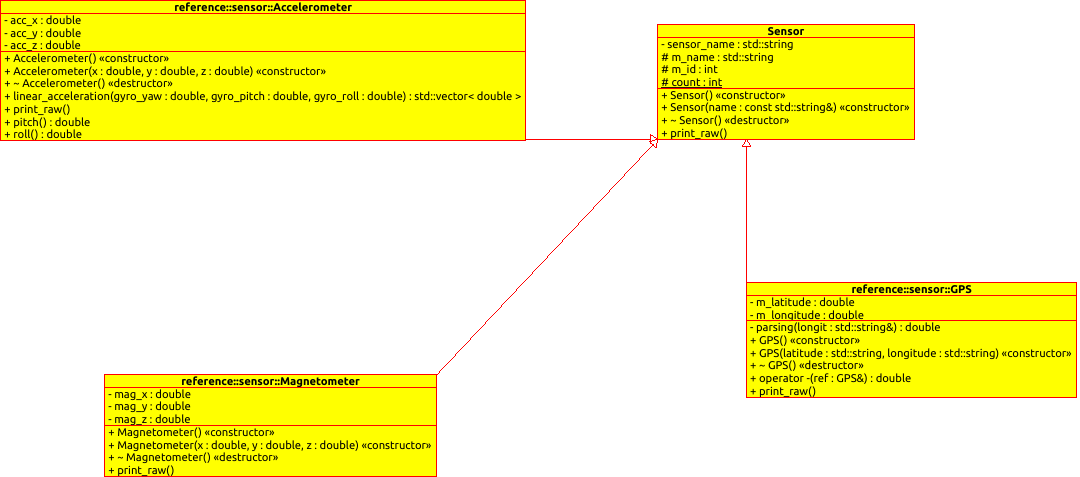 reference::sensor::Accelerometer
- acc_x : double
- acc_y : double
- acc_z : double
+ Accelerometer() «constructor»
+ Accelerometer(x : double, y : double, z : double) «constructor»
+ ~ Accelerometer() «destructor»
+ linear_acceleration(gyro_yaw : double, gyro_pitch : double, gyro_roll : double) : std::vector< double >
+ print_raw()
+ pitch() : double
+ roll() : double
Sensor
- sensor_name : std::string
# m_name : std::string
# m_id : int
# count : int
+ Sensor() «constructor»
+ Sensor(name : const std::string&) «constructor»
+ ~ Sensor() «destructor»
+ print_raw()
reference::sensor::GPS
- m_latitude : double
- m_longitude : double
- parsing(longit : std::string&) : double
+ GPS() «constructor»
+ GPS(latitude : std::string, longitude : std::string) «constructor»
+ ~ GPS() «destructor»
+ operator -(ref : GPS&) : double
+ print_raw()
reference::sensor::Magnetometer
- mag_x : double
- mag_y : double
- mag_z : double
+ Magnetometer() «constructor»
+ Magnetometer(x : double, y : double, z : double) «constructor»
+ ~ Magnetometer() «destructor»
+ print_raw()